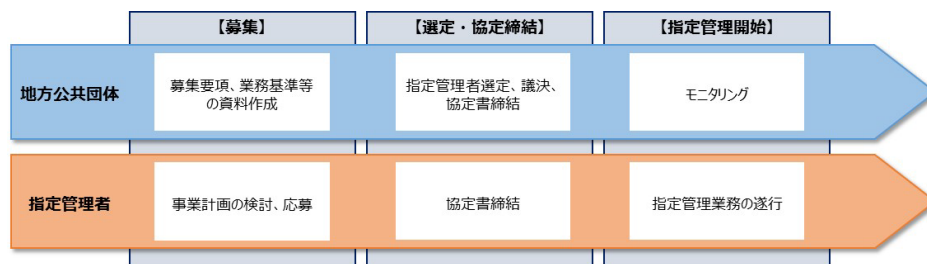 【募集】
【選定・協定締結】
【指定管理開始】
地方公共団体
募集要項、業務基準等
の資料作成
指定管理者選定、議決、
協定書締結
モニタリング
指定管理者
事業計画の検討、応募
協定書締結
指定管理業務の遂行